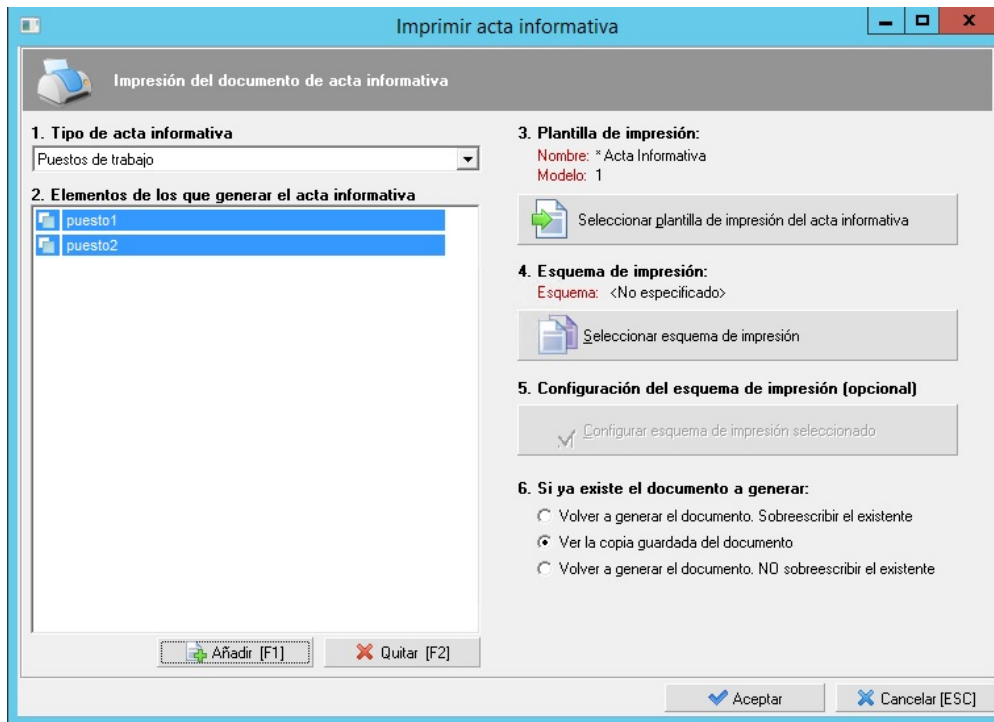 Imprimir acta informativa
Impresión del documento de acta informativa
1. Tipo de acta informativa
Puestos de trabajo
2. Elementos de los que generar el acta informativa
puesto1
puesto2
Añadir [F1]
Quitar [F2]
3. Plantilla de impresión:
Nombre: * Acta Informativa
Modelo: 1
Seleccionar plantilla de impresión del acta informativa
4. Esquema de impresión:
Esquema: <No especificado>
Seleccionar esquema de impresión
5. Configuración del esquema de impresión (opcional)
Configurar esquema de impresión seleccionado
6. Si ya existe el documento a generar:
Volver a generar el documento. Sobreescribir el existente
Ver la copia guardada del documento
Volver a generar el documento. NO sobreescribir el existente
Aceptar
Cancelar [ESC]